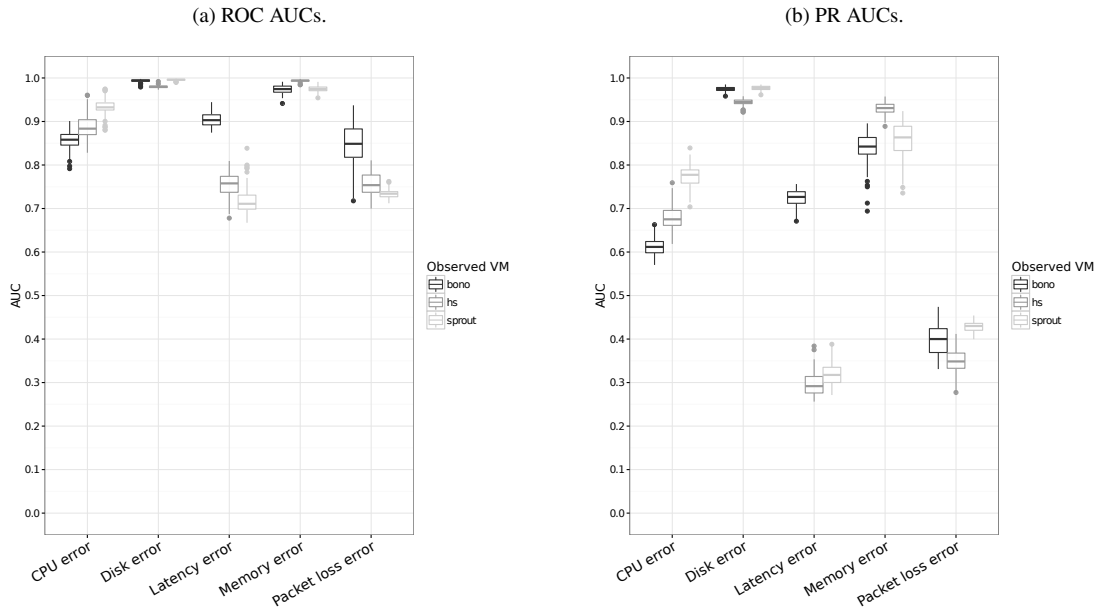 (a) ROC AUCs.
1.0
0.9
0.8
0.7
0.6
0.5
0.4
0.3
0.2
0.1
0.0
AUC
CPU error
Disk error
Latency error
Memory error
Packet loss error
Observed VM
bono
hs
sprout
(b) PR AUCs.
1.0
0.9
0.8
0.7
0.6
0.5
0.4
0.3
0.2
0.1
0.0
AUC
CPU error
Disk error
Latency error
Memory error
Packet loss error
Observed VM
bono
hs
sprout